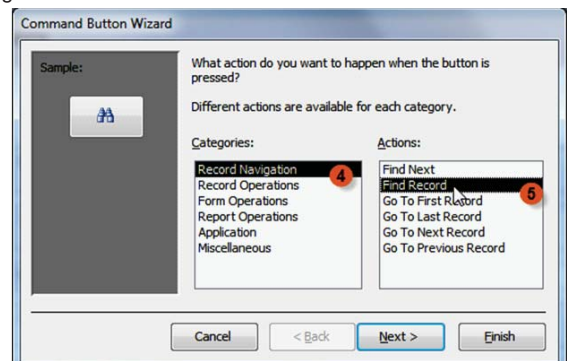 g
Command Button Wizard
Sample:
What action do you want to happen when the button is
pressed?
Different actions are available for each category.
Categories:
Actions:
Record Navigation
Record Operations
Form Operations
Report Operations
Application
Miscellaneous
4
Find Next
Find Record
Go To First Record
Go To Last Record
Go To Next Record
Go To Previous Record
5
Cancel
< Back
Next >
Finish